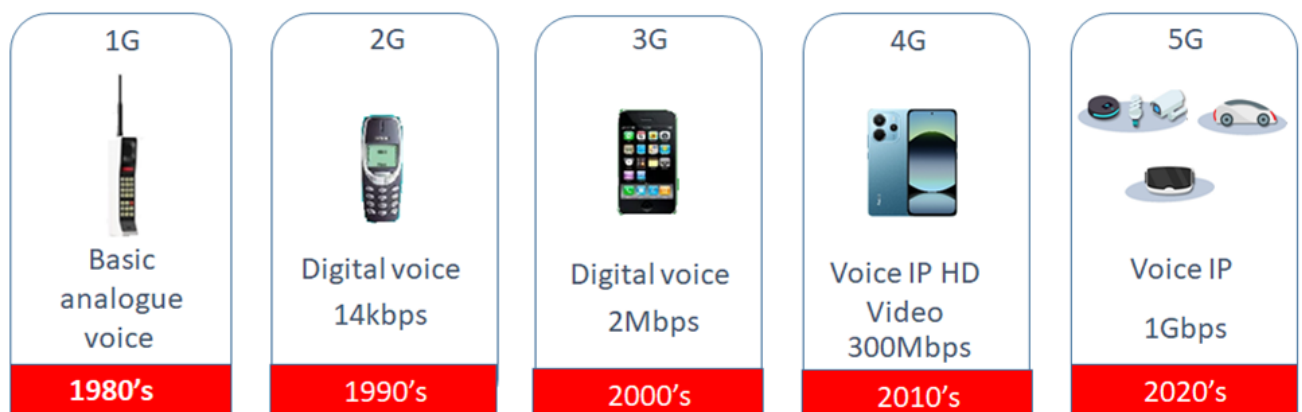 1G
Basic
analogue
voice
1980's
2G
Digital voice
14kbps
1990's
3G
Digital voice
2Mbps
2000's
4G
Voice IP HD
Video
300Mbps
2010's
5G
Voice IP
1Gbps
2020's